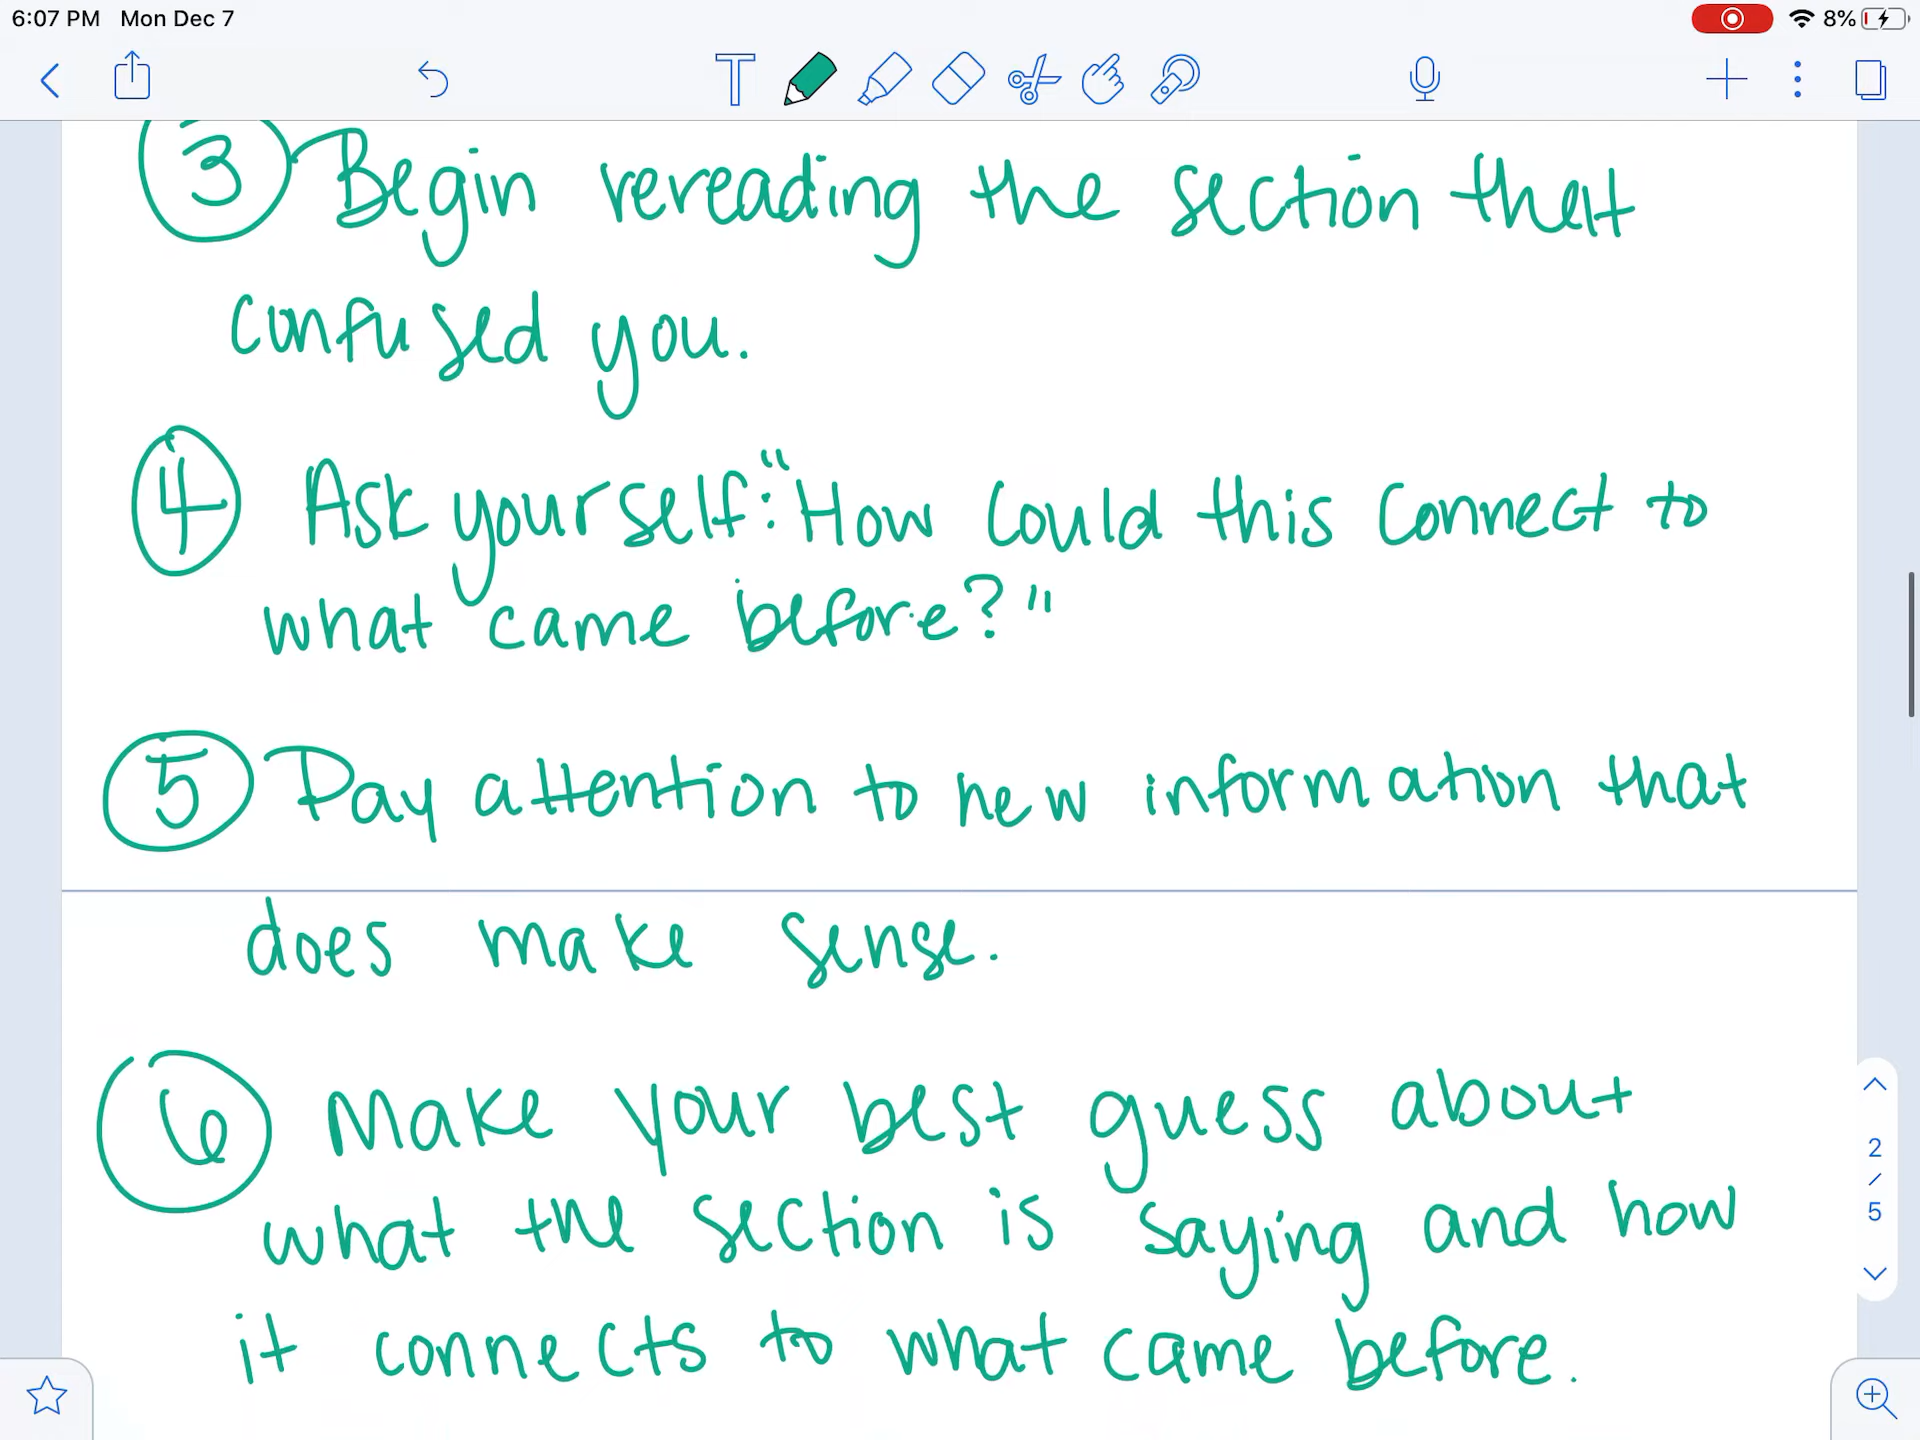 6:07 PM Mon Dec 7
8%
T
3 Begin rereading the section that
confused you.
4 Ask yourself: "How could this connect to
what came before?"
5 Pay attention to new information that
does make sense.
6 Make your best guess about
what the section is saying and how
it connects to what came before.
2
/
5